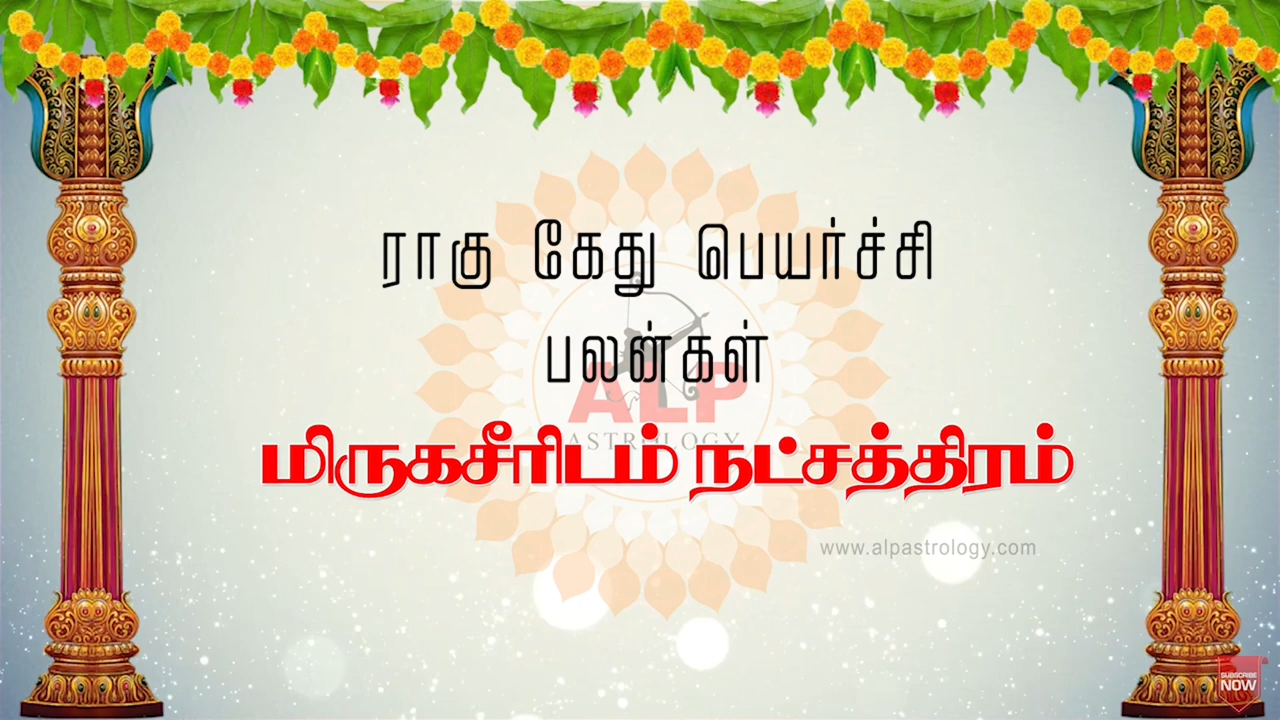 ராகு கேது பெயர்ச்சி
பலன்கள்
ALP
ASTROLOGY
மிருகசீரிடம் நட்சத்திரம்
www.alpastrology.com
SUBSCRIBE
NOW